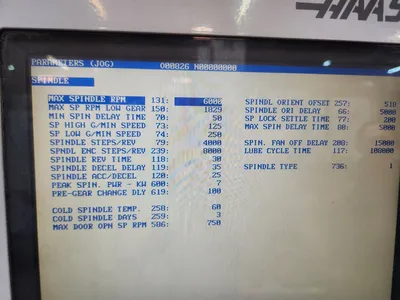 HAAS
PARAMETERS (JOG) O00826 N00000000
SPINDLE
MAX SPINDLE RPM 131: 6000
MAX SP RPM LOW GEAR 150: 1829
MIN SPIN DELAY TIME 70: 50
SP HIGH G/MIN SPEED 73: 125
SP LOW G/MIN SPEED 74: 250
SPINDLE STEPS/REV 79: 4000
SPNDL ENC STEPS/REV 239: 8000
SPINDLE REV TIME 118: 30
SPINDLE DECEL DELAY 119: 35
SPINDLE ACC/DECEL 120: 25
PEAK SPIN. PWR - KW 600: 7
PRE-GEAR CHANGE DLY 619: 100
COLD SPINDLE TEMP. 258: 60
COLD SPINDLE DAYS 259: 3
MAX DOOR OPN SP RPM 586: 750
SPINDL ORIENT OFSET 257: 510
SPINDLE ORI DELAY 66: 5000
SP LOCK SETTLE TIME 77: 200
MAX SPIN DELAY TIME 80: 5000
SPIN. FAN OFF DELAY 208: 15000
LUBE CYCLE TIME 117: 108000
SPINDLE TYPE 736: 1